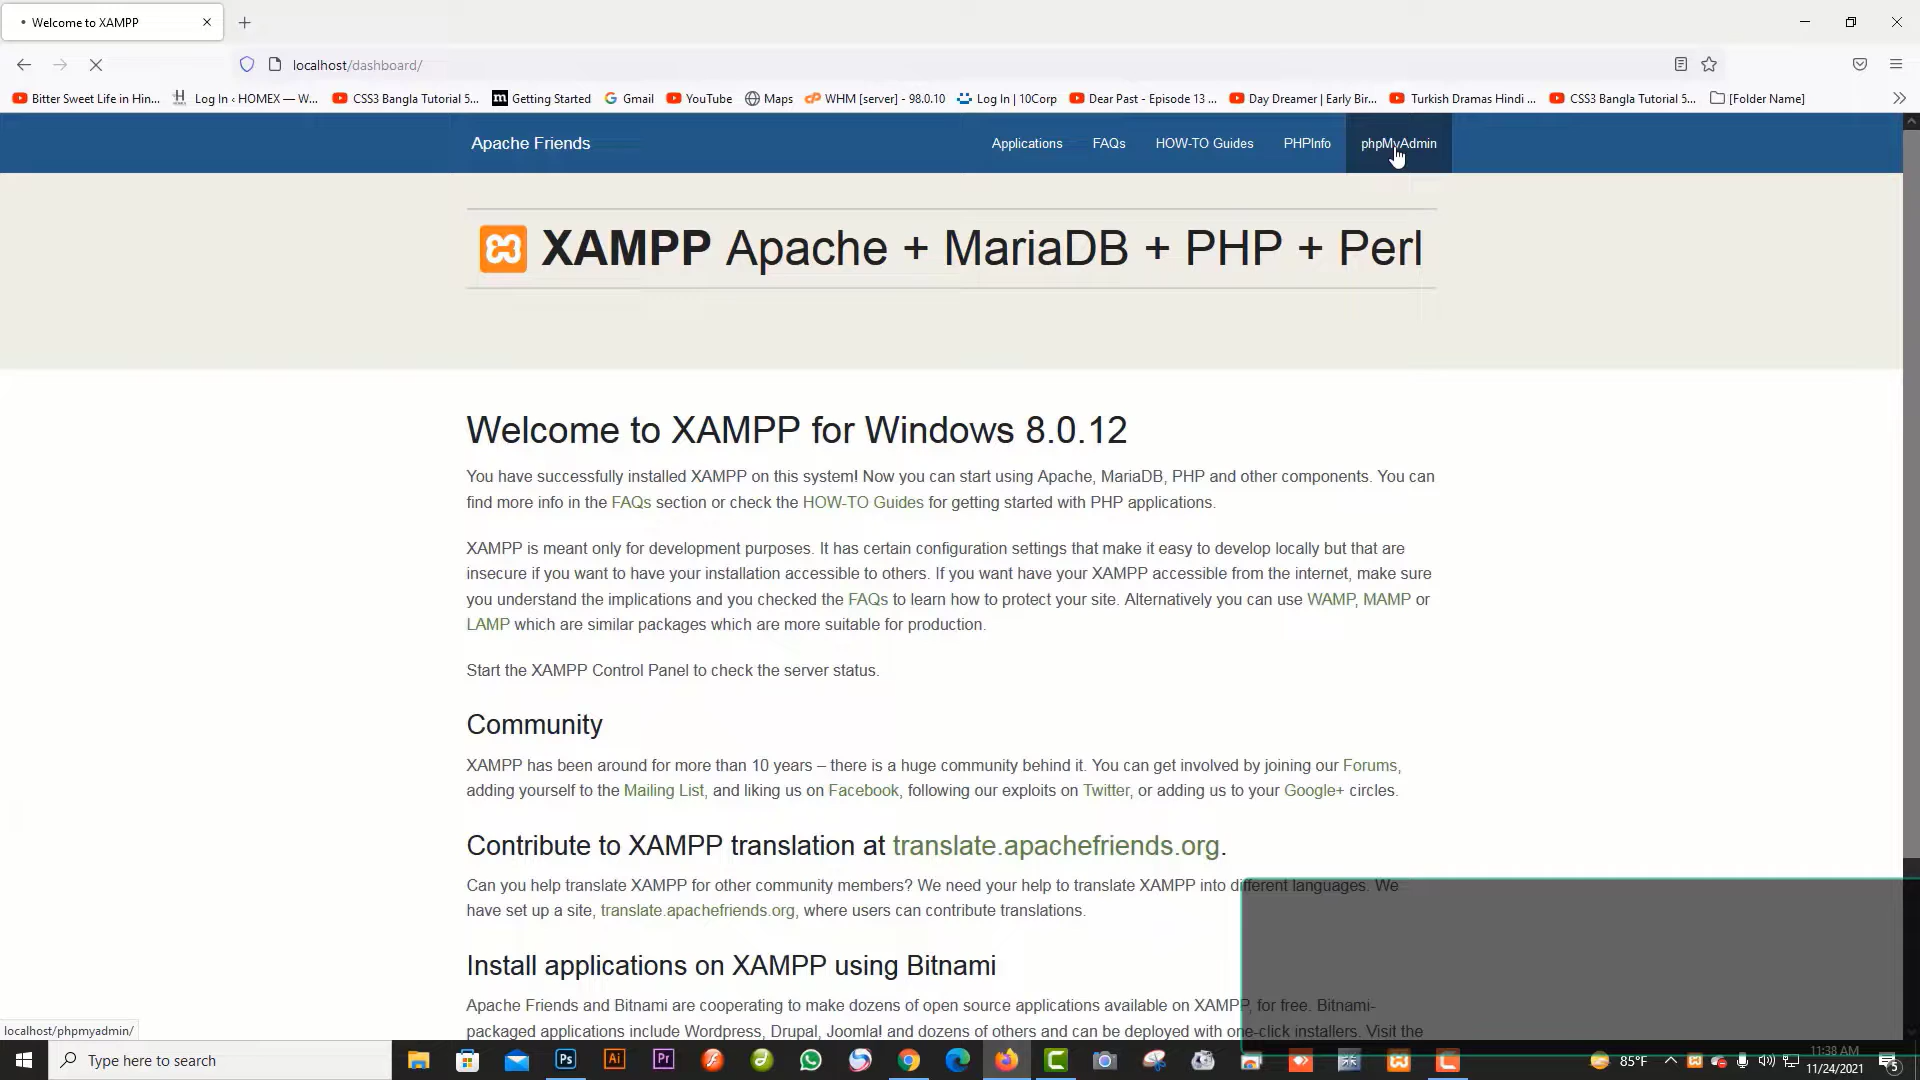 Welcome to XAMPP
localhost/dashboard/
Bitter Sweet Life in Hin...
Log In ‹ HOMEX — W...
CSS3 Bangla Tutorial 5...
Getting Started
Gmail
YouTube
Maps
WHM [server] - 98.0.10
Log In | 10Corp
Dear Past - Episode 13 ...
Day Dreamer | Early Bir...
Turkish Dramas Hindi ...
CSS3 Bangla Tutorial 5...
[Folder Name]
Apache Friends
Applications
FAQs
HOW-TO Guides
PHPInfo
phpMyAdmin
XAMPP Apache + MariaDB + PHP + Perl
Welcome to XAMPP for Windows 8.0.12
You have successfully installed XAMPP on this system! Now you can start using Apache, MariaDB, PHP and other components. You can
find more info in the FAQs section or check the HOW-TO Guides for getting started with PHP applications.
XAMPP is meant only for development purposes. It has certain configuration settings that make it easy to develop locally but that are
insecure if you want to have your installation accessible to others. If you want have your XAMPP accessible from the internet, make sure
you understand the implications and you checked the FAQs to learn how to protect your site. Alternatively you can use WAMP, MAMP or
LAMP which are similar packages which are more suitable for production.
Start the XAMPP Control Panel to check the server status.
Community
XAMPP has been around for more than 10 years – there is a huge community behind it. You can get involved by joining our Forums,
adding yourself to the Mailing List, and liking us on Facebook, following our exploits on Twitter, or adding us to your Google+ circles.
Contribute to XAMPP translation at translate.apachefriends.org.
Can you help translate XAMPP for other community members? We need your help to translate XAMPP into different languages. We
have set up a site, translate.apachefriends.org, where users can contribute translations.
Install applications on XAMPP using Bitnami
Apache Friends and Bitnami are cooperating to make dozens of open source applications available on XAMPP, for free. Bitnami-
packaged applications include Wordpress, Drupal, Joomla! and dozens of others and can be deployed with one-click installers. Visit the
localhost/phpmyadmin/
Type here to search
Ps
Ai
Pr
85°F
11:38 AM
11/24/2021
5